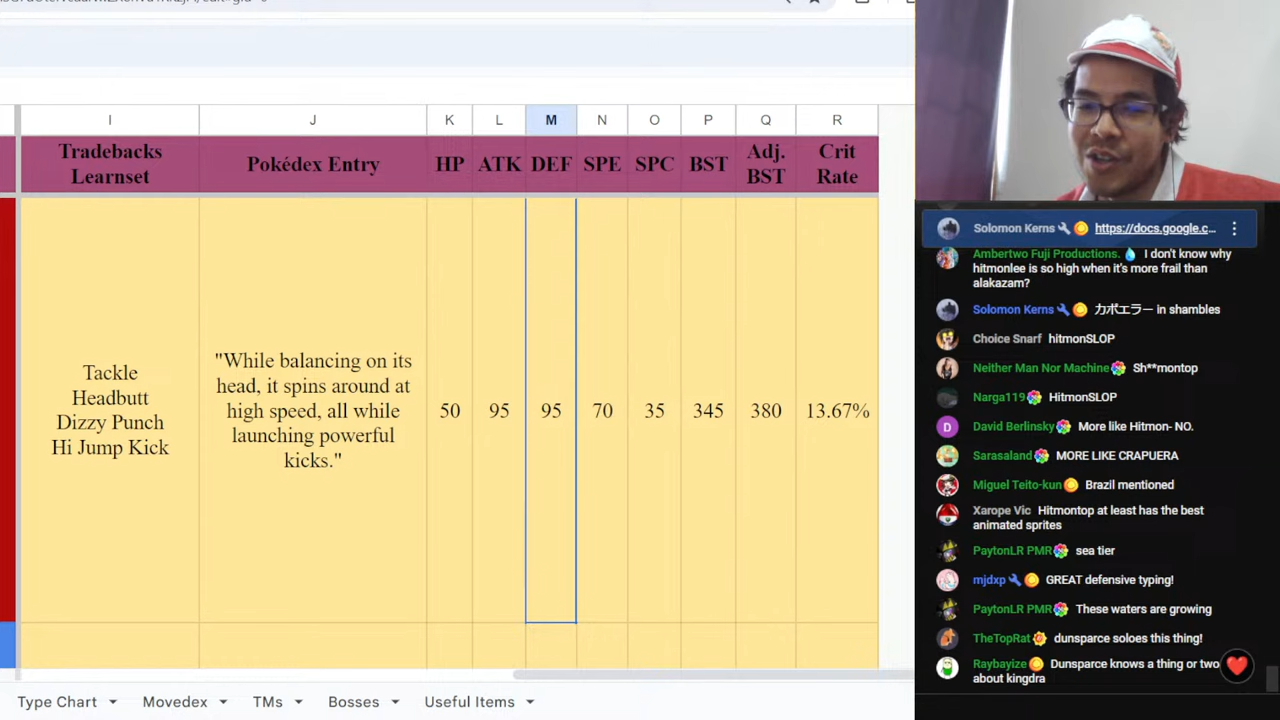 I
J
K
L
M
N
O
P
Q
R
Tradebacks
Learnset
Pokédex Entry
HP
ATK
DEF
SPE
SPC
BST
Adj.
BST
Crit
Rate
Tackle
Headbutt
Dizzy Punch
Hi Jump Kick
"While balancing on its
head, it spins around at
high speed, all while
launching powerful
kicks."
50
95
95
70
35
345
380
13.67%
Type Chart
Movedex
TMs
Bosses
Useful Items
Solomon Kerns https://docs.google.c...
Ambertwo Fuji Productions. I don't know why
hitmonlee is so high when it's more frail than
alakazam?
Solomon Kerns カポエラー in shambles
Choice Snarf hitmonSLOP
Neither Man Nor Machine Sh**montop
Narga119 HitmonSLOP
David Berlinsky More like Hitmon- NO.
D
Sarasaland MORE LIKE CRAPUERA
Miguel Teito-kun Brazil mentioned
Xarope Vic Hitmontop at least has the best
animated sprites
PaytonLR PMR sea tier
mjdxp GREAT defensive typing!
PaytonLR PMR These waters are growing
TheTopRat dunsparce soloes this thing!
Raybayize Dunsparce knows a thing or two
about kingdra